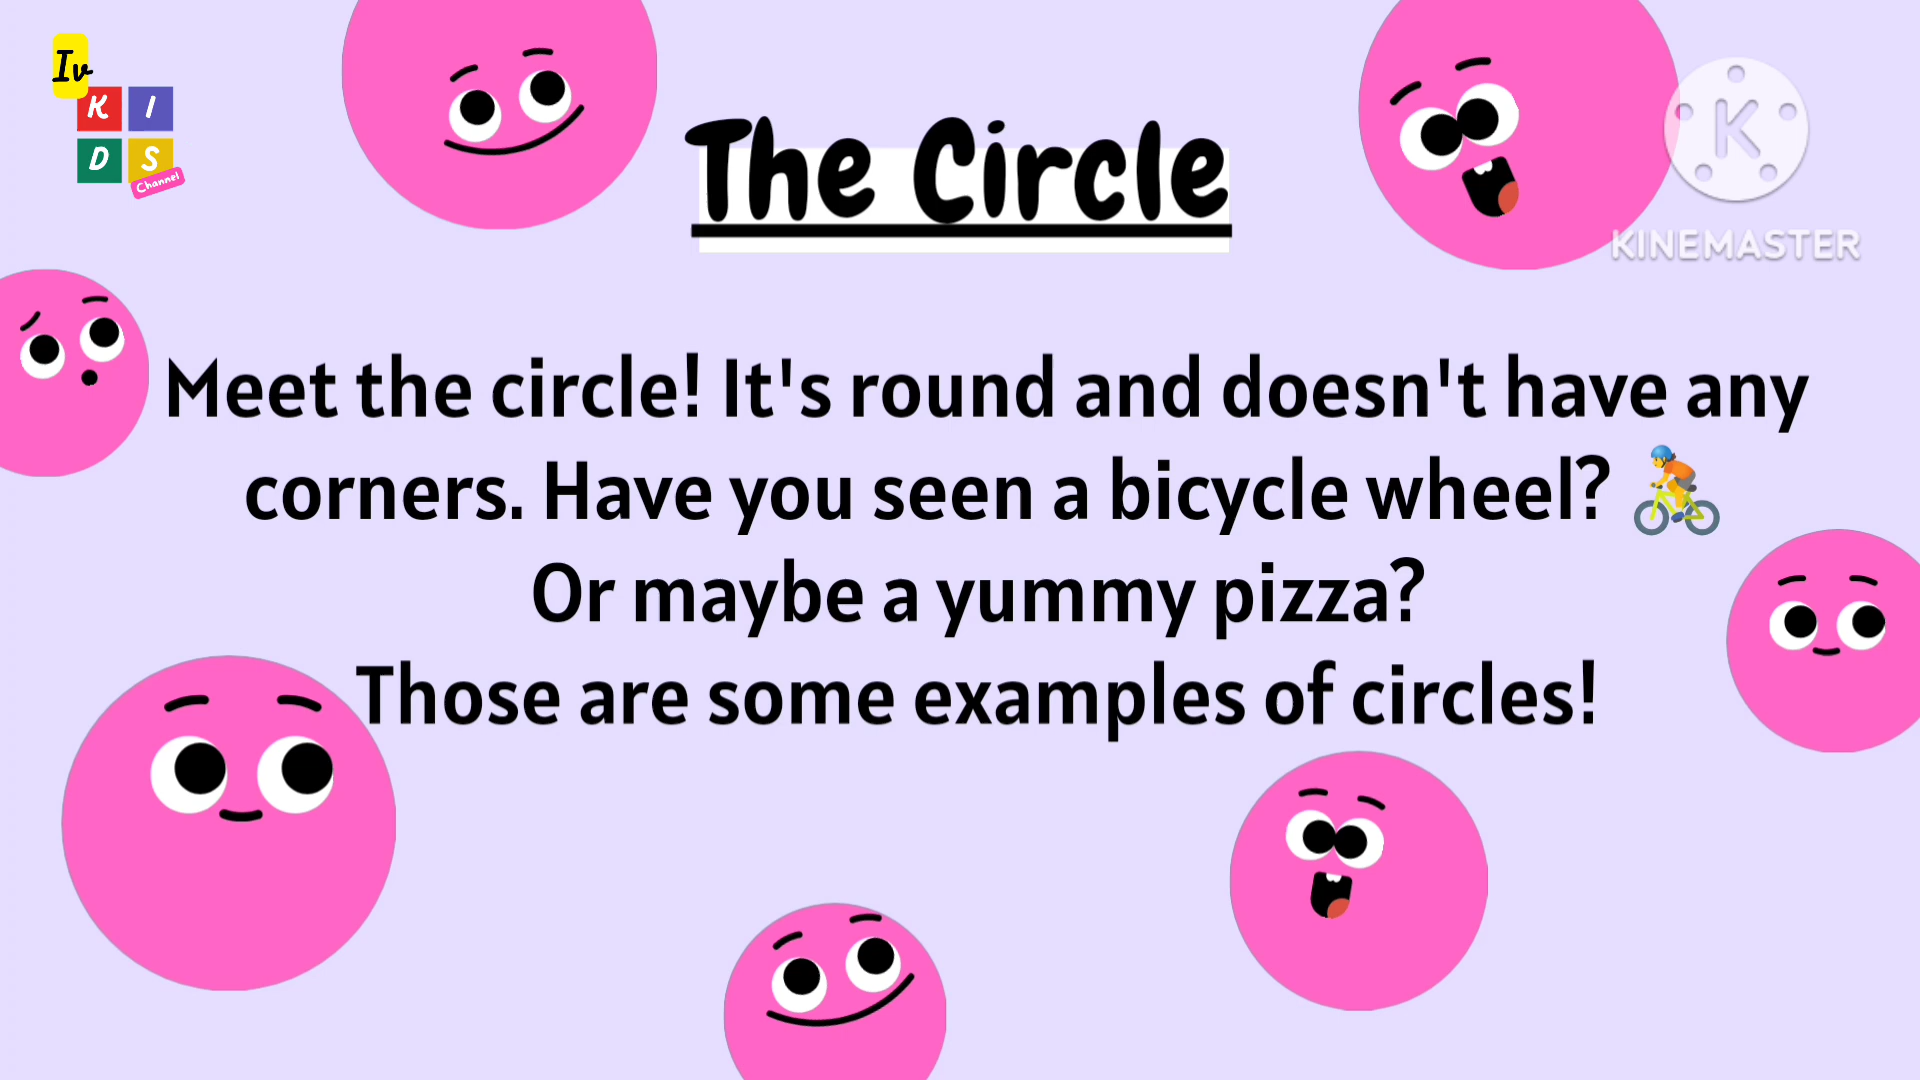 Iv
K I
D S
Channel
The Circle
K
KINEMASTER
Meet the circle! It's round and doesn't have any
corners. Have you seen a bicycle wheel? 🚴
Or maybe a yummy pizza?
Those are some examples of circles!